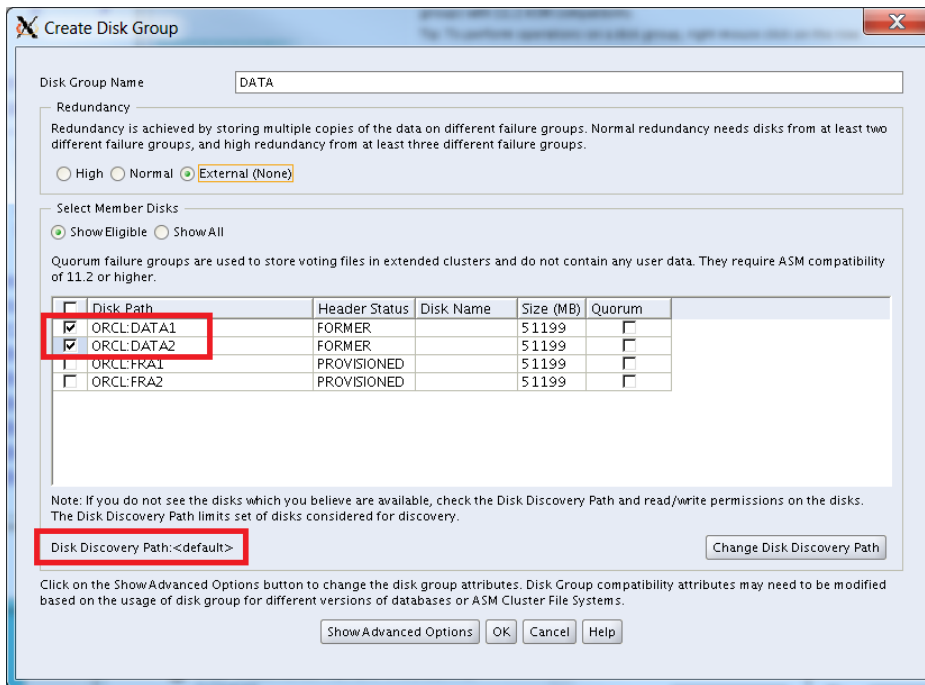 Create Disk Group
Disk Group Name DATA
Redundancy
Redundancy is achieved by storing multiple copies of the data on different failure groups. Normal redundancy needs disks from at least two
different failure groups, and high redundancy from at least three different failure groups.
High Normal External (None)
Select Member Disks
Show Eligible Show All
Quorum failure groups are used to store voting files in extended clusters and do not contain any user data. They require ASM compatibility
of 11.2 or higher.
Disk Path Header Status Disk Name Size (MB) Quorum
ORCL:DATA1 FORMER 51199
ORCL:DATA2 FORMER 51199
ORCL:FRA1 PROVISIONED 51199
ORCL:FRA2 PROVISIONED 51199
Note: If you do not see the disks which you believe are available, check the Disk Discovery Path and read/write permissions on the disks.
The Disk Discovery Path limits set of disks considered for discovery.
Disk Discovery Path:<default> Change Disk Discovery Path
Click on the Show Advanced Options button to change the disk group attributes. Disk Group compatibility attributes may need to be modified
based on the usage of disk group for different versions of databases or ASM Cluster File Systems.
Show Advanced Options OK Cancel Help